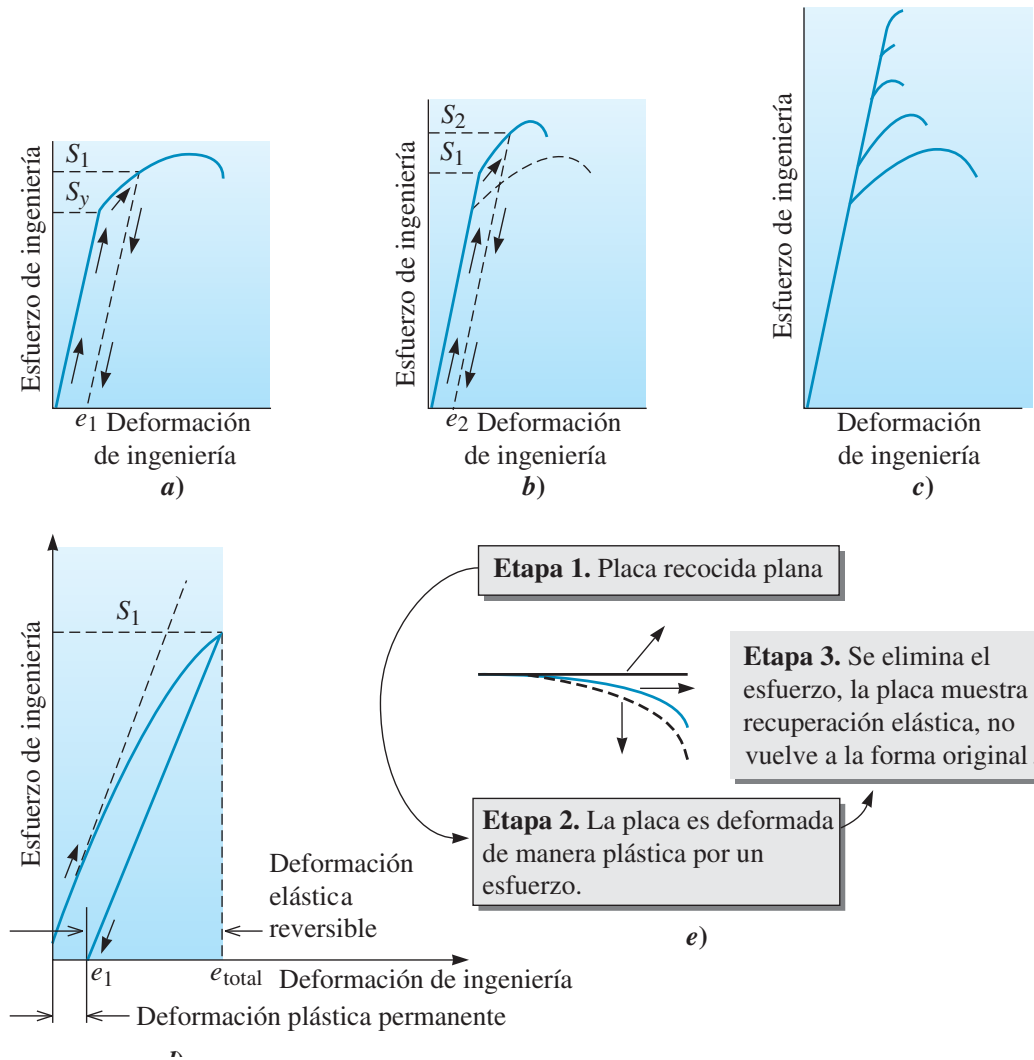 S1
Sy
Esfuerzo de ingeniería
e1 Deformación
de ingeniería
a)
S2
S1
Esfuerzo de ingeniería
e2 Deformación
de ingeniería
b)
Esfuerzo de ingeniería
Deformación
de ingeniería
c)
S1
Esfuerzo de ingeniería
Deformación
elástica
reversible
e1
etotal Deformación de ingeniería
Deformación plástica permanente
Etapa 1. Placa recocida plana
Etapa 3. Se elimina el
esfuerzo, la placa muestra
recuperación elástica, no
vuelve a la forma original
Etapa 2. La placa es deformada
de manera plástica por un
esfuerzo.
e)